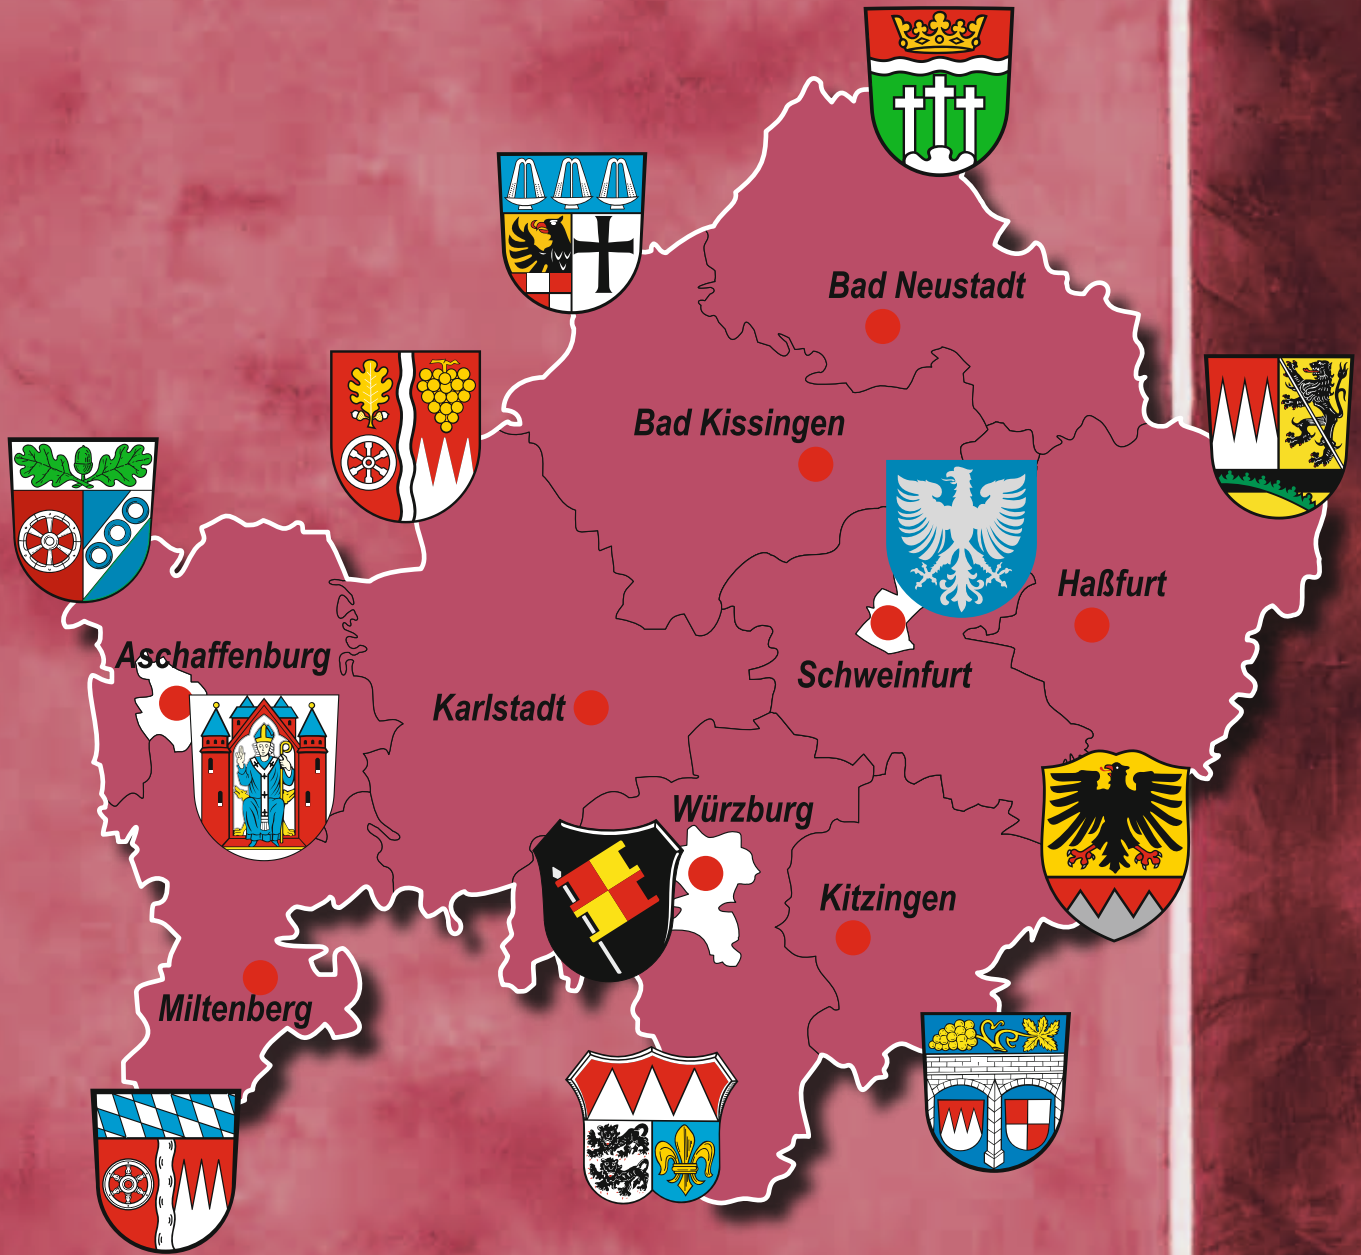 Bad Neustadt
Bad Kissingen
Haßfurt
Aschaffenburg
Schweinfurt
Karlstadt
Würzburg
Kitzingen
Miltenberg